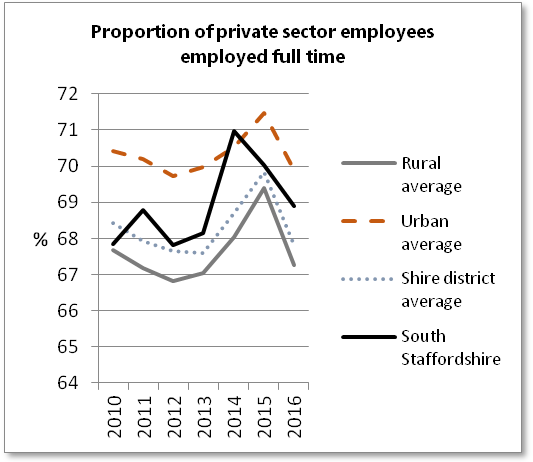 Proportion of private sector employees
employed full time
72
71
70
69
68
67
66
65
64
%
2010
2011
2012
2013
2014
2015
2016
Rural
average
Urban
average
Shire district
average
South
Staffordshire